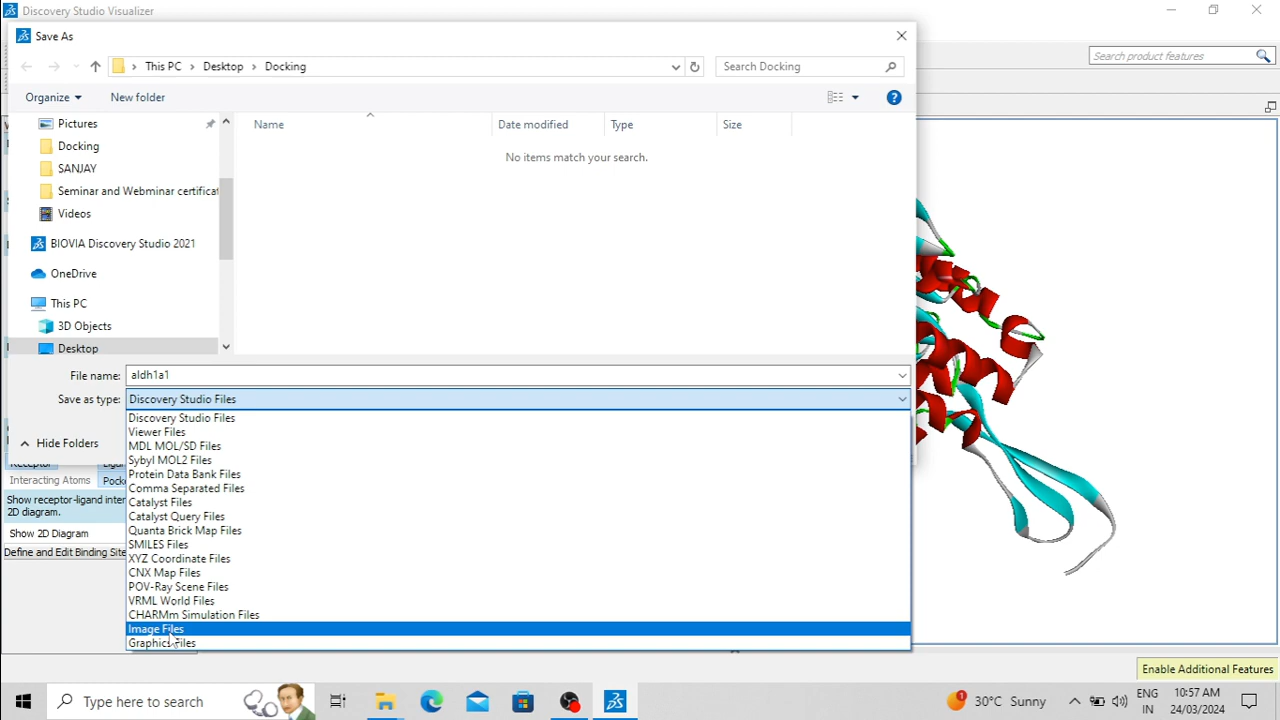 Discovery Studio Visualizer
Save As
This PC > Desktop > Docking
Search Docking
Search product features
Organize
New folder
Name
Date modified
Type
Size
Pictures
Docking
SANJAY
Seminar and Webminar certificat
Videos
BIOVIA Discovery Studio 2021
OneDrive
This PC
3D Objects
Desktop
No items match your search.
File name: aldh1a1
Save as type: Discovery Studio Files
Hide Folders
Discovery Studio Files
Viewer Files
MDL MOL/SD Files
Sybyl MOL2 Files
Protein Data Bank Files
Comma Separated Files
Catalyst Files
Catalyst Query Files
Quanta Brick Map Files
SMILES Files
XYZ Coordinate Files
CNX Map Files
POV-Ray Scene Files
VRML World Files
CHARMm Simulation Files
Image Files
Graphics Files
Interacting Atoms
Show receptor-ligand inter
2D diagram.
Show 2D Diagram
Define and Edit Binding Site
Enable Additional Features
Type here to search
1
30°C Sunny
ENG
IN
10:57 AM
24/03/2024